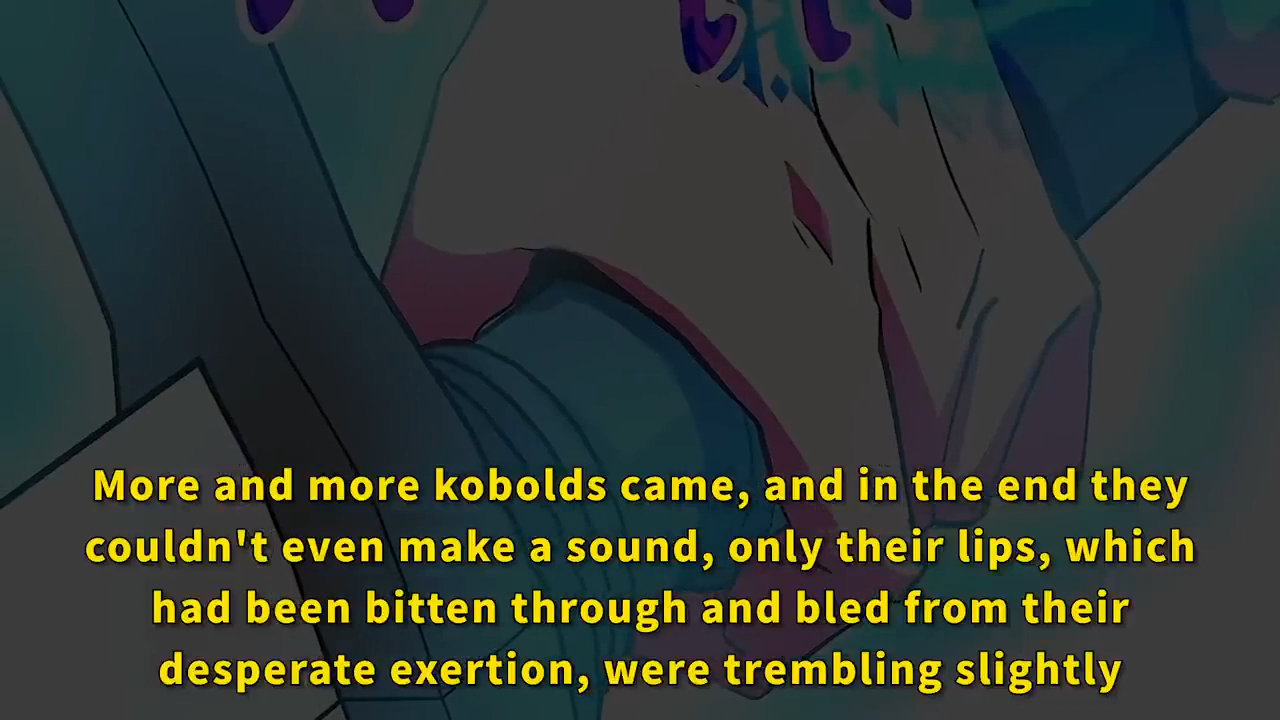 More and more kobolds came, and in the end they
couldn't even make a sound, only their lips, which
had been bitten through and bled from their
desperate exertion, were trembling slightly